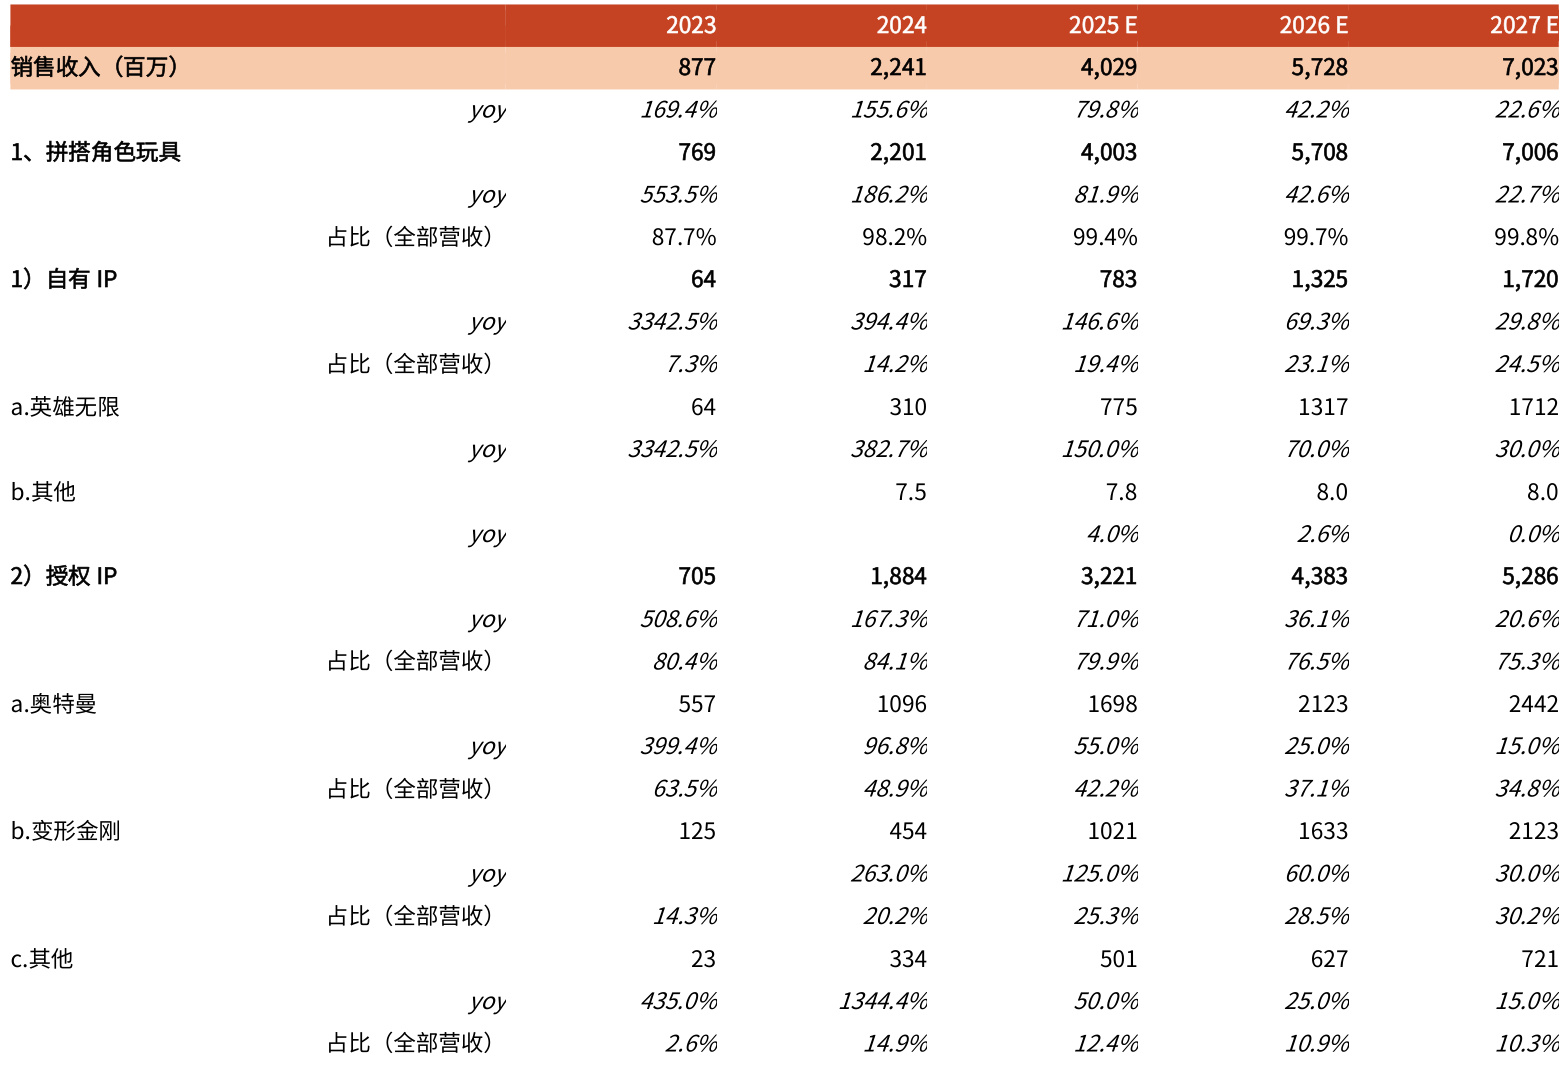 2023 2024 2025 E 2026 E 2027 E
销售收入（百万） 877 2,241 4,029 5,728 7,023
yoy 169.4% 155.6% 79.8% 42.2% 22.6%
1、拼搭角色玩具 769 2,201 4,003 5,708 7,006
yoy 553.5% 186.2% 81.9% 42.6% 22.7%
占比（全部营收） 87.7% 98.2% 99.4% 99.7% 99.8%
1）自有 IP 64 317 783 1,325 1,720
yoy 3342.5% 394.4% 146.6% 69.3% 29.8%
占比（全部营收） 7.3% 14.2% 19.4% 23.1% 24.5%
a.英雄无限 64 310 775 1317 1712
yoy 3342.5% 382.7% 150.0% 70.0% 30.0%
b.其他 7.5 7.8 8.0 8.0
yoy 4.0% 2.6% 0.0%
2）授权 IP 705 1,884 3,221 4,383 5,286
yoy 508.6% 167.3% 71.0% 36.1% 20.6%
占比（全部营收） 80.4% 84.1% 79.9% 76.5% 75.3%
a.奥特曼 557 1096 1698 2123 2442
yoy 399.4% 96.8% 55.0% 25.0% 15.0%
占比（全部营收） 63.5% 48.9% 42.2% 37.1% 34.8%
b.变形金刚 125 454 1021 1633 2123
yoy 263.0% 125.0% 60.0% 30.0%
占比（全部营收） 14.3% 20.2% 25.3% 28.5% 30.2%
c.其他 23 334 501 627 721
yoy 435.0% 1344.4% 50.0% 25.0% 15.0%
占比（全部营收） 2.6% 14.9% 12.4% 10.9% 10.3%